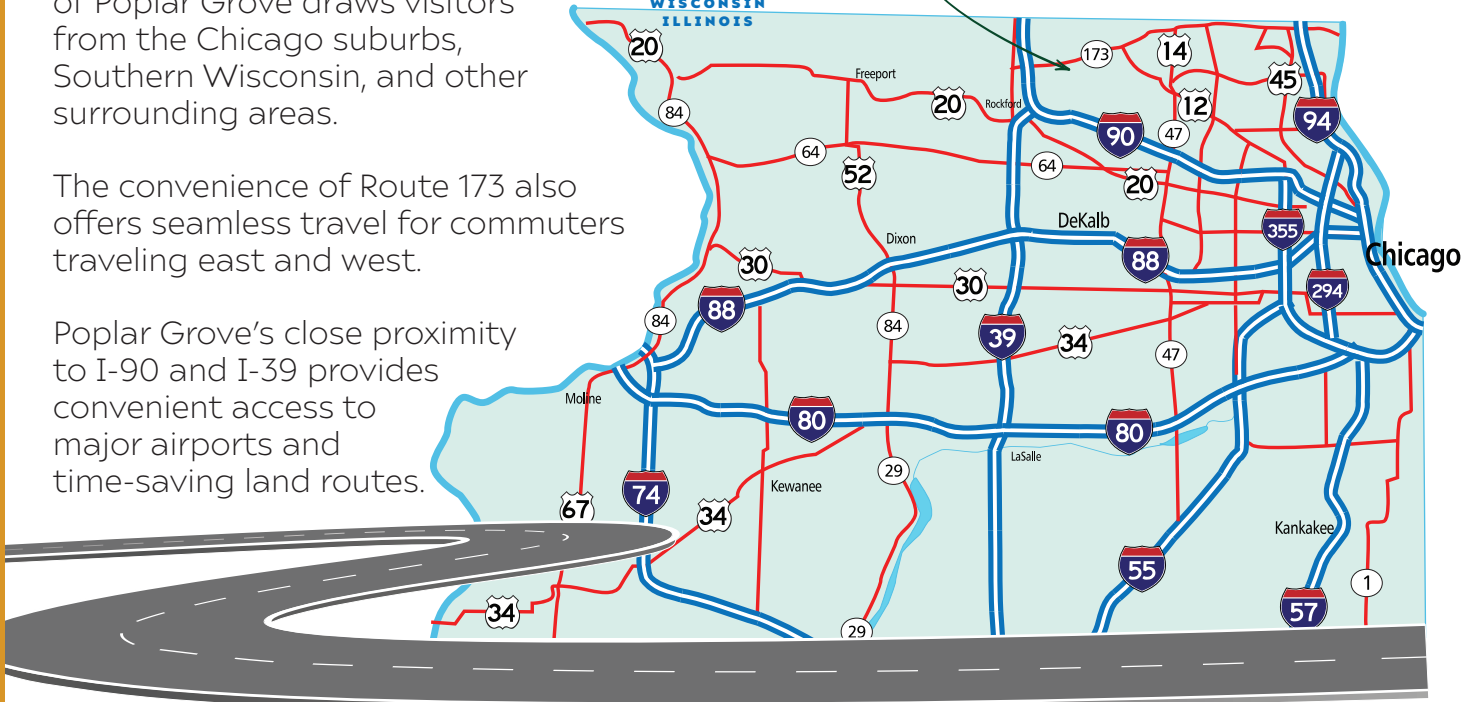 of Poplar Grove draws visitors
from the Chicago suburbs,
Southern Wisconsin, and other
surrounding areas.
The convenience of Route 173 also
offers seamless travel for commuters
traveling east and west.
Poplar Grove’s close proximity
to I-90 and I-39 provides
convenient access to
major airports and
time-saving land routes.
WISCONSIN
ILLINOIS
20
173
14
45
Freeport
84
20
Rockford
12
94
90
47
64
52
64
20
DeKalb
355
Dixon
Chicago
30
88
30
294
88
84
84
39
34
47
Moline
80
80
LaSalle
29
Kewanee
74
67
34
Kankakee
55
1
34
57
29